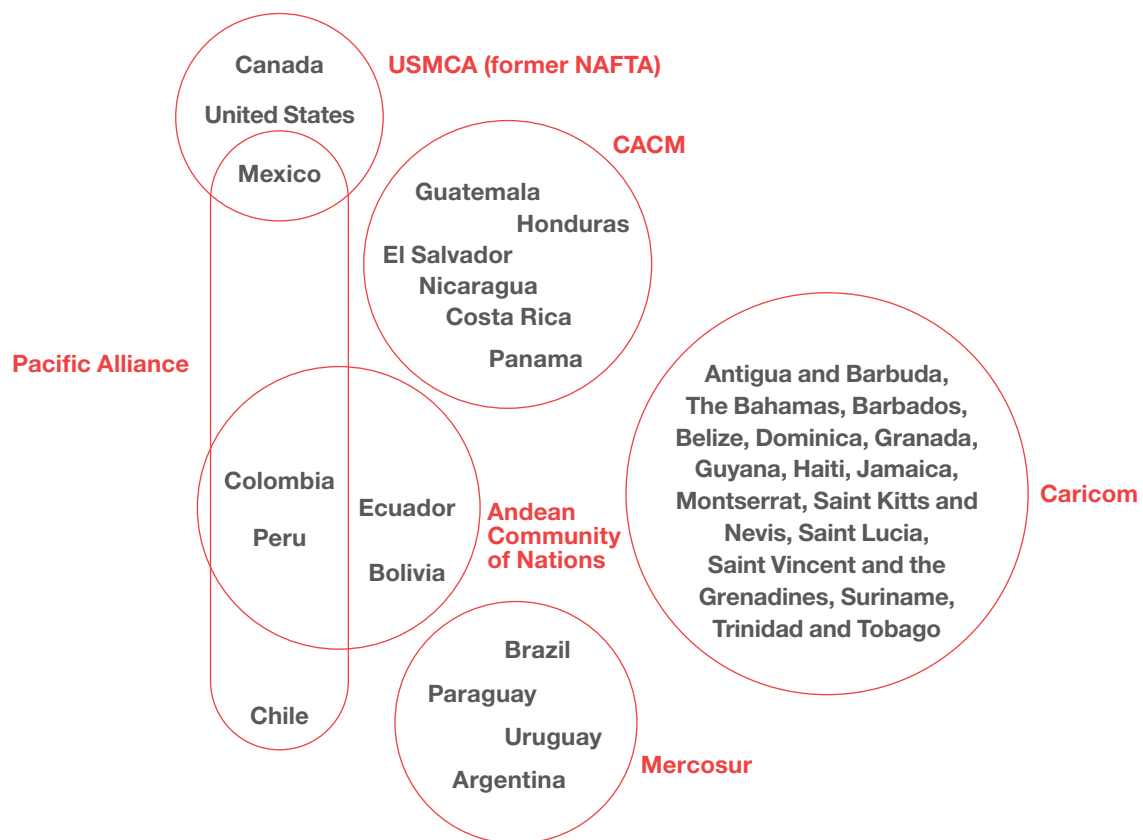 Canada
USMCA (former NAFTA)
United States
Mexico
CACM
Guatemala
Honduras
El Salvador
Nicaragua
Costa Rica
Panama
Pacific Alliance
Antigua and Barbuda,
The Bahamas, Barbados,
Belize, Dominica, Granada,
Guyana, Haiti, Jamaica,
Montserrat, Saint Kitts and
Nevis, Saint Lucia,
Saint Vincent and the
Grenadines, Suriname,
Trinidad and Tobago
Caricom
Colombia
Peru
Ecuador
Bolivia
Andean
Community
of Nations
Chile
Brazil
Paraguay
Uruguay
Argentina
Mercosur